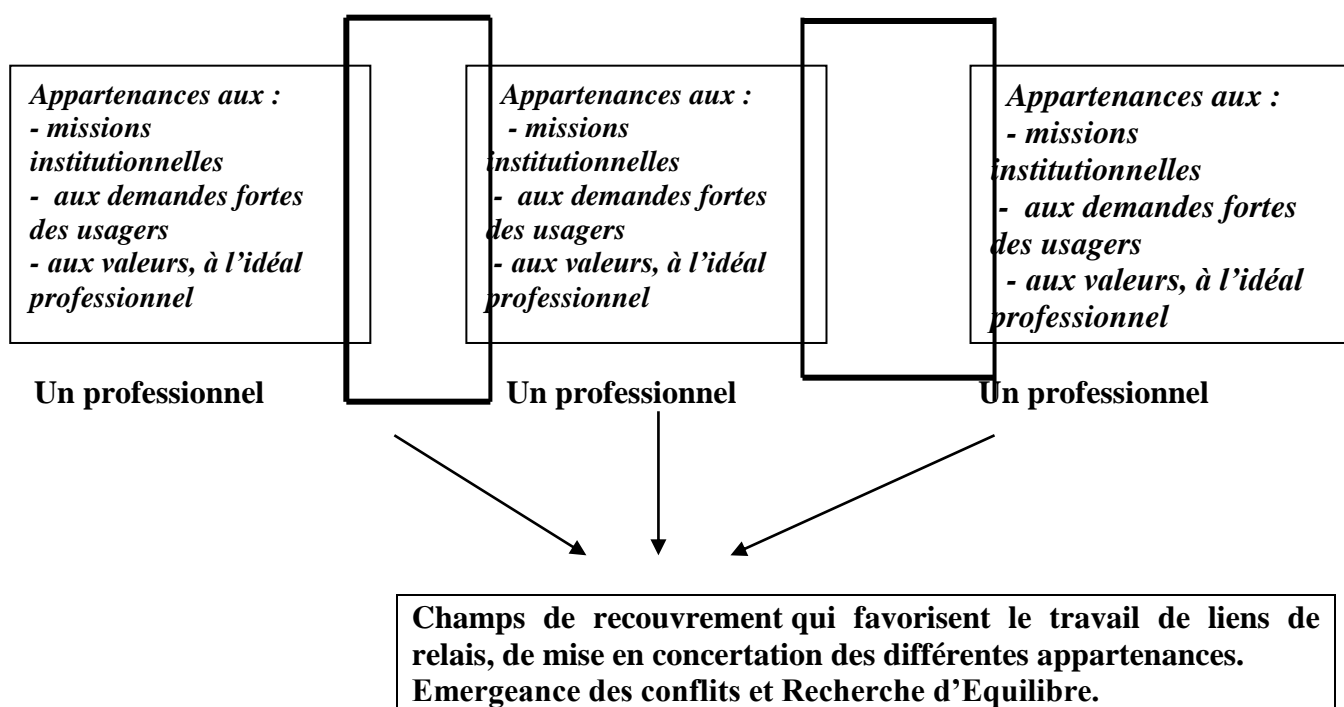 Appartenances aux :
- missions
institutionnelles
- aux demandes fortes
des usagers
- aux valeurs, à l’idéal
professionnel
Un professionnel
Appartenances aux :
- missions
institutionnelles
- aux demandes fortes
des usagers
- aux valeurs, à l’idéal
professionnel
Un professionnel
Appartenances aux :
- missions
institutionnelles
- aux demandes fortes
des usagers
- aux valeurs, à l’idéal
professionnel
Un professionnel
Champs de recouvrement qui favorisent le travail de liens de
relais, de mise en concertation des différentes appartenances.
Emergeance des conflits et Recherche d’Equilibre.